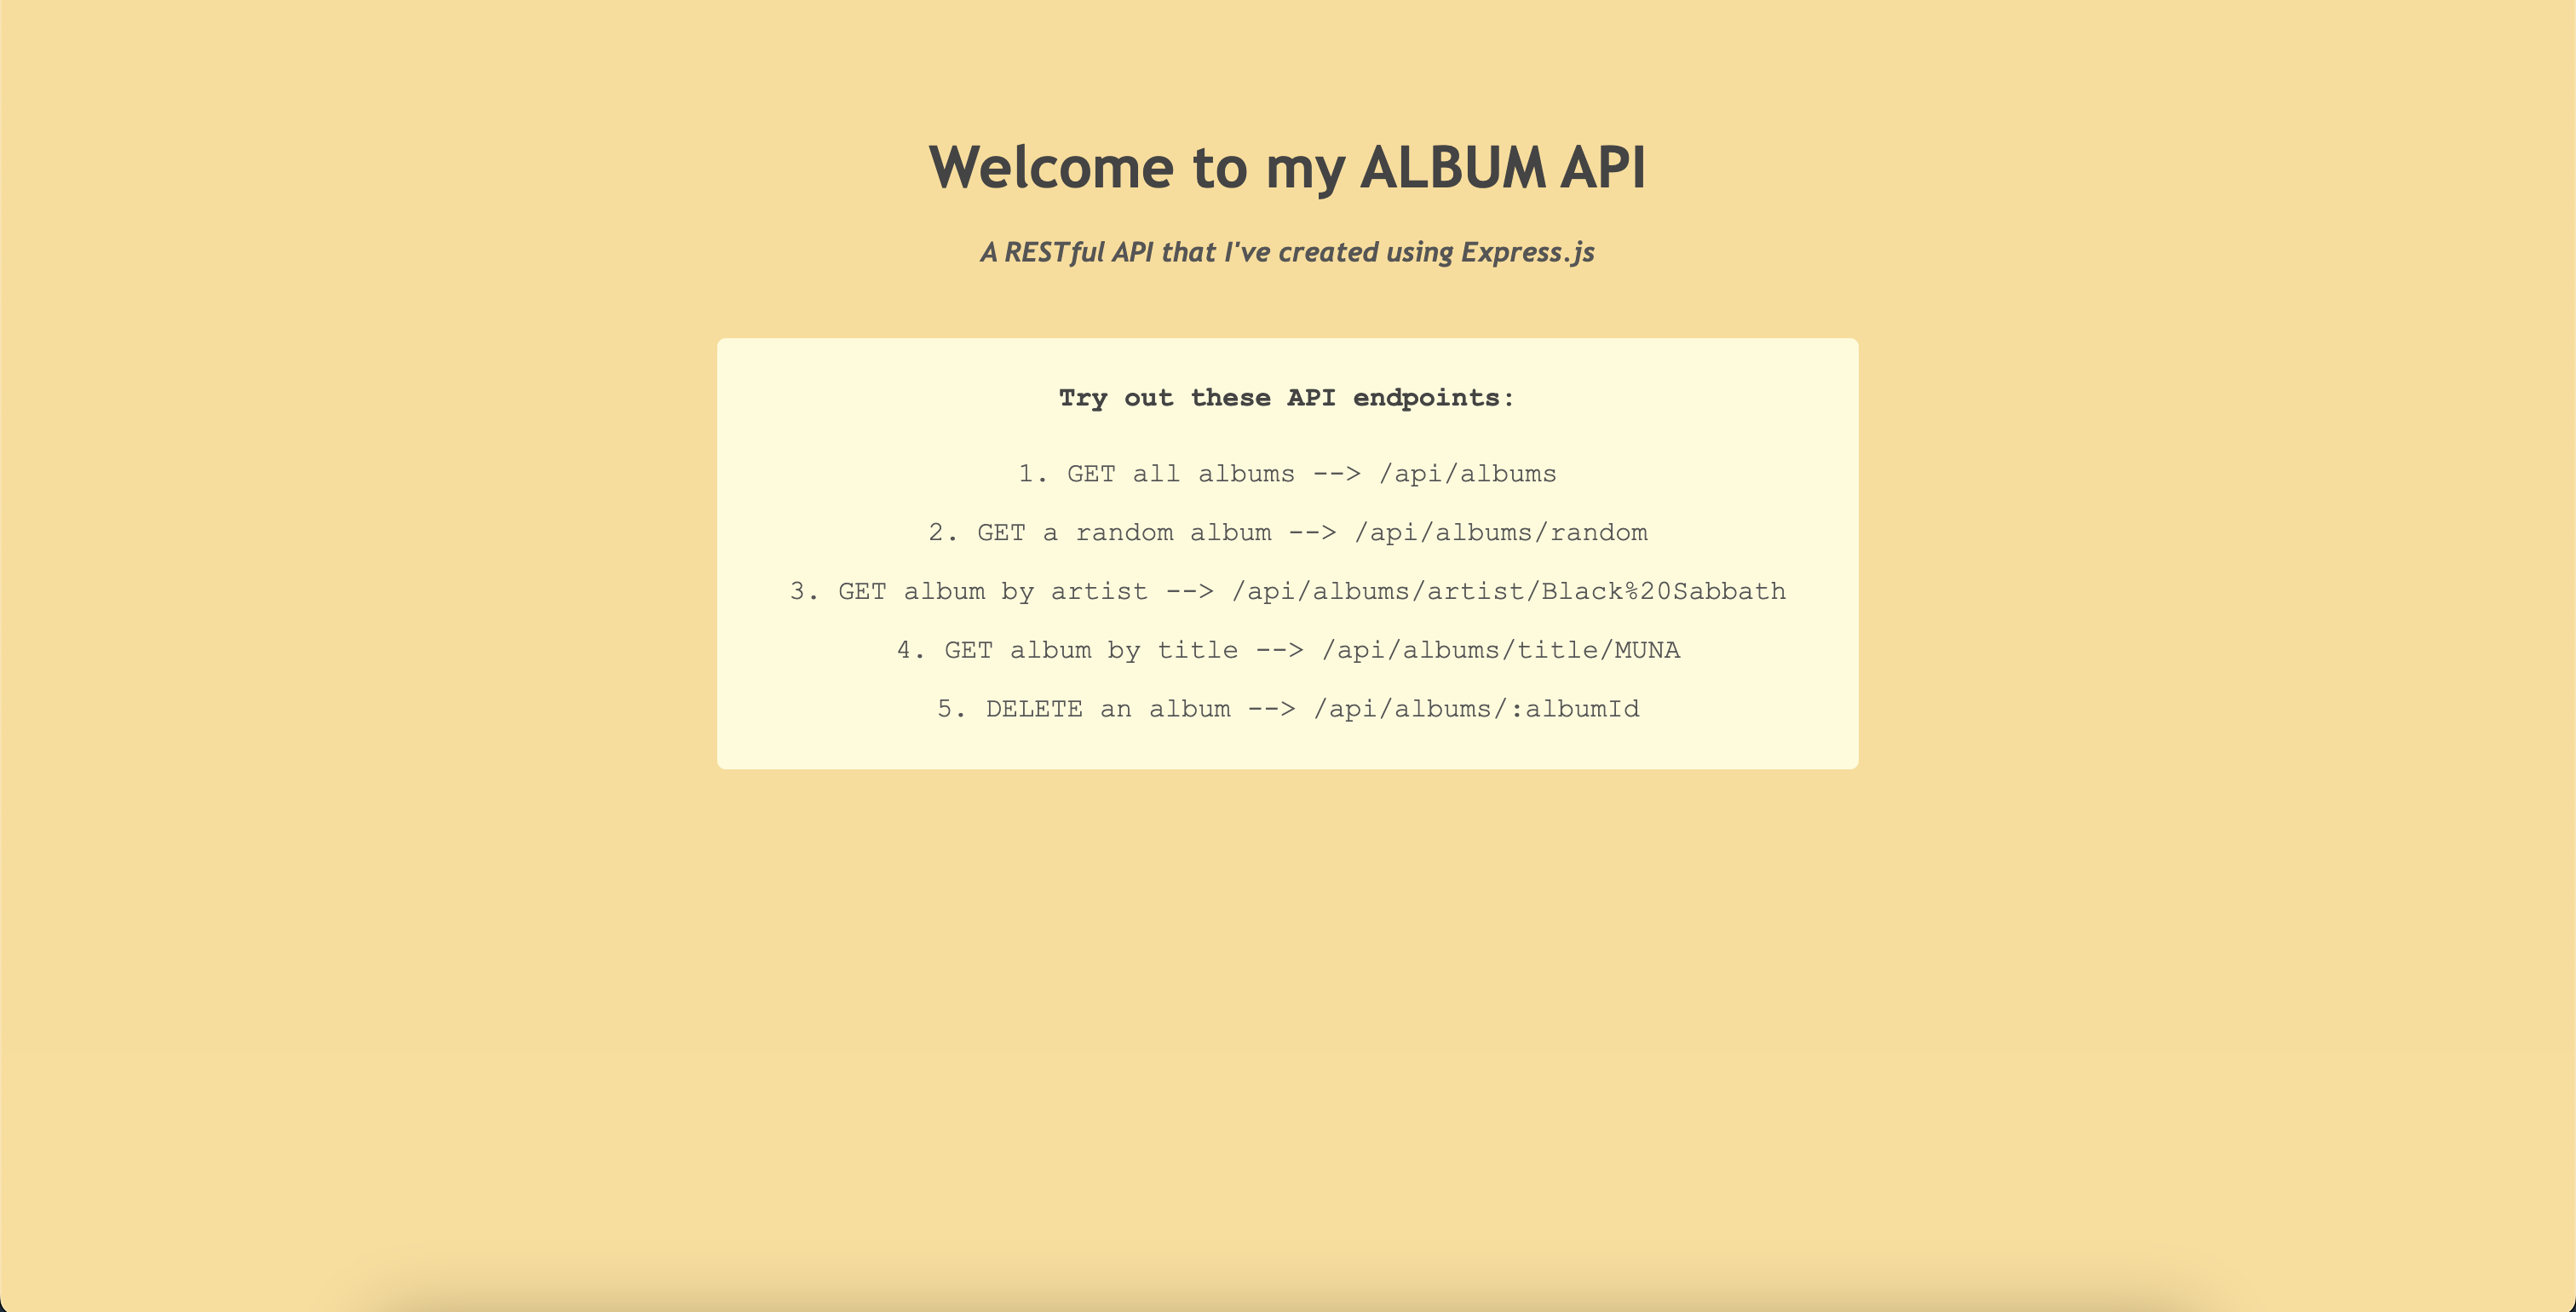 Welcome to my ALBUM API
A RESTful API that I've created using Express.js
Try out these API endpoints:
1. GET all albums --> /api/albums
2. GET a random album --> /api/albums/random
3. GET album by artist --> /api/albums/artist/Black%20Sabbath
4. GET album by title --> /api/albums/title/MUNA
5. DELETE an album --> /api/albums/:albumId